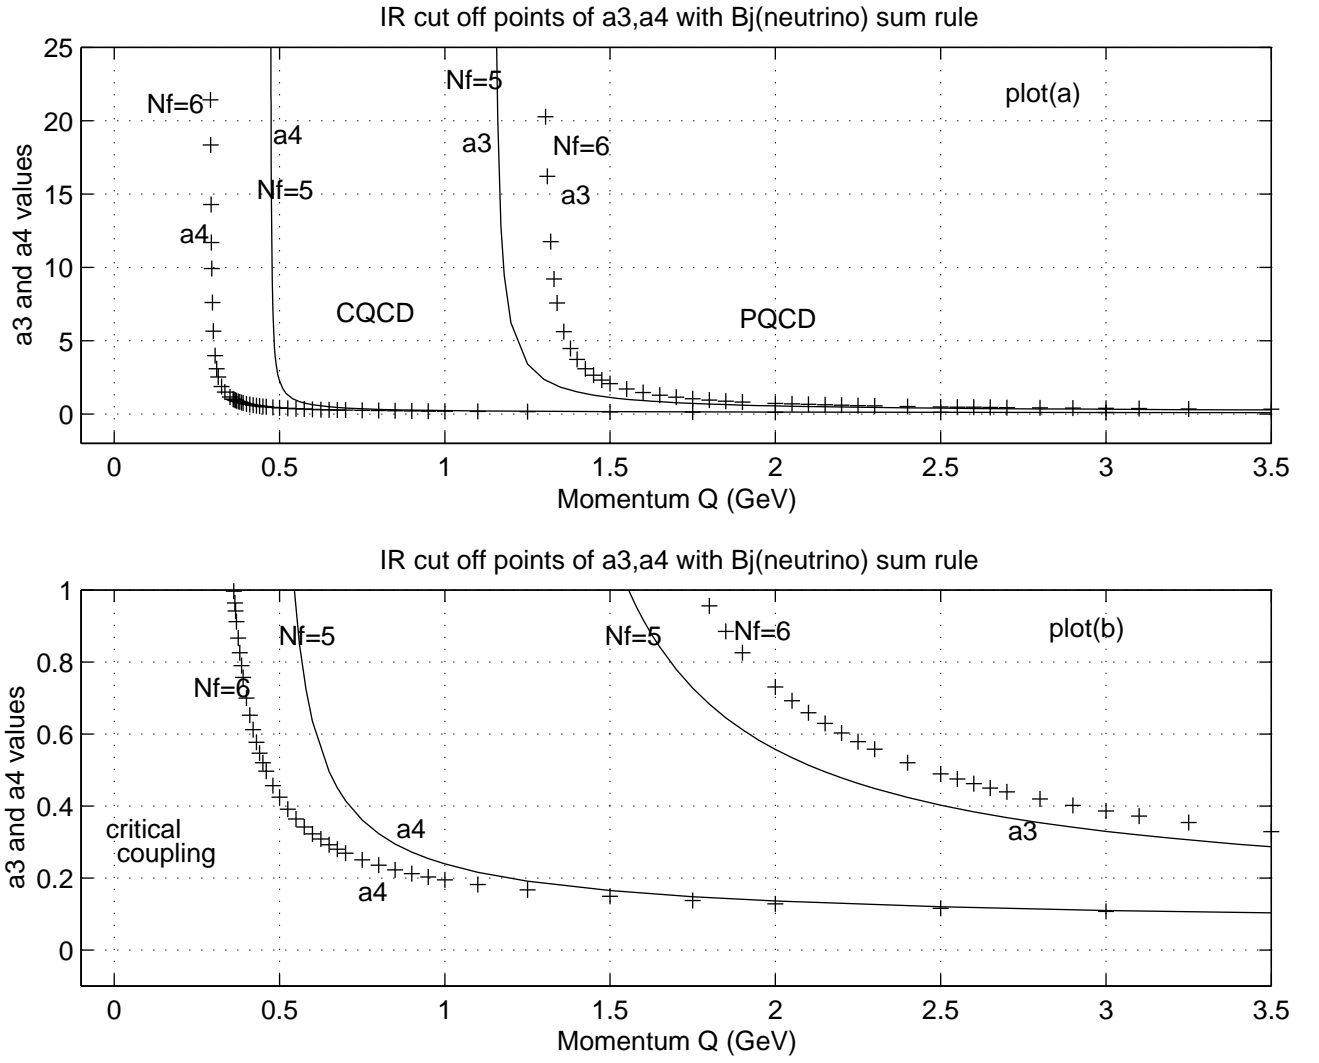 IR cut off points of a3,a4 with Bj(neutrino) sum rule
25
20
15
10
5
0
a3 and a4 values
Nf=6
a4
a4
Nf=5
CQCD
Nf=5
a3
Nf=6
a3
PQCD
plot(a)
0
0.5
1
1.5
2
2.5
3
3.5
Momentum Q (GeV)
IR cut off points of a3,a4 with Bj(neutrino) sum rule
1
0.8
0.6
0.4
0.2
0
a3 and a4 values
Nf=5
Nf=6
critical
coupling
a4
a4
Nf=5
Nf=6
a3
plot(b)
0
0.5
1
1.5
2
2.5
3
3.5
Momentum Q (GeV)